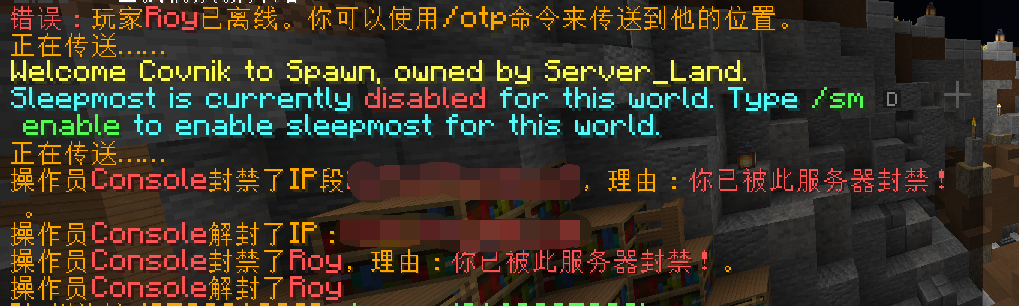 错误：玩家Roy已离线。你可以使用/otp命令来传送到他的位置。
正在传送……
Welcome Covnik to Spawn, owned by Server_Land.
Sleepmost is currently disabled for this world. Type /sm
enable to enable sleepmost for this world.
正在传送……
操作员Console封禁了IP段，理由：你已被此服务器封禁！
。
操作员Console解封了IP：
操作员Console封禁了Roy，理由：你已被此服务器封禁！。
操作员Console解封了Roy